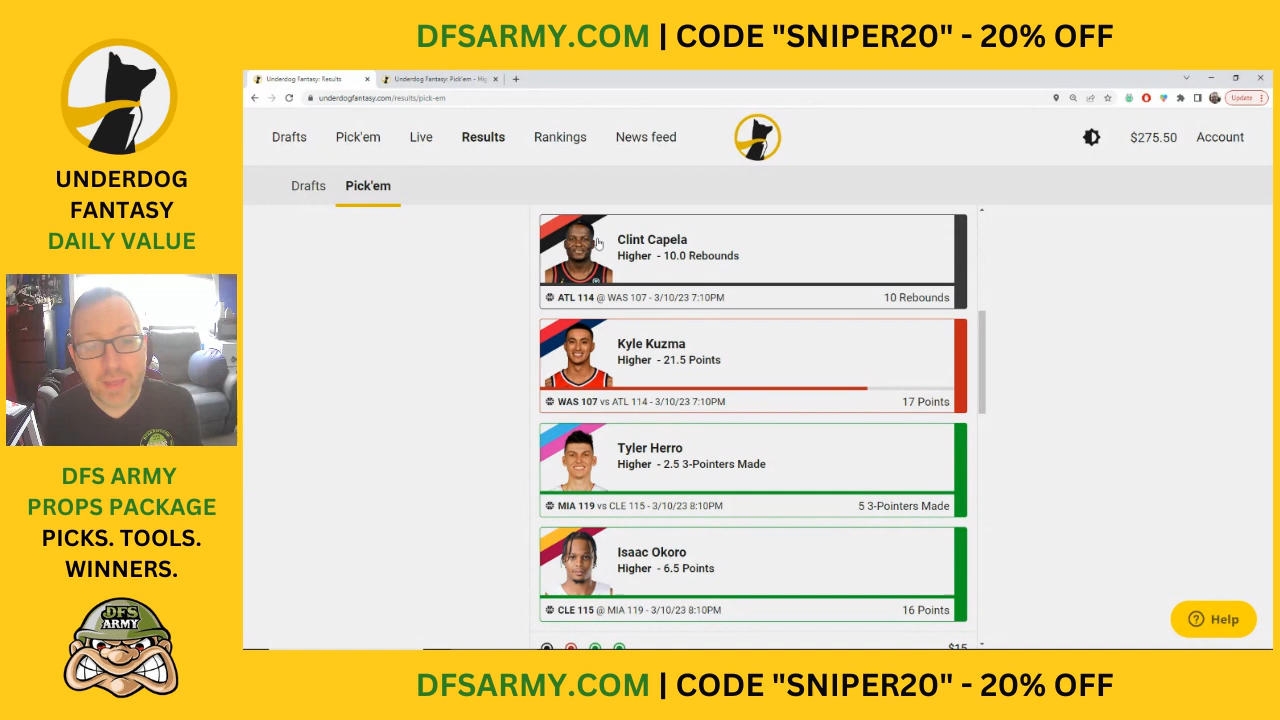 DFSARMY.COM | CODE "SNIPER20" - 20% OFF
UNDERDOG
FANTASY
DAILY VALUE
DFS ARMY
PROPS PACKAGE
PICKS. TOOLS.
WINNERS.
DFS
ARMY
Underdog Fantasy: Results
Underdog Fantasy: Pick'em - Hig
underdogfantasy.com/results/pick-em
Update
Drafts Pick'em Live Results Rankings News feed
$275.50 Account
Drafts Pick'em
Clint Capela
Higher - 10.0 Rebounds
ATL 114 @ WAS 107 - 3/10/23 7:10PM
10 Rebounds
Kyle Kuzma
Higher - 21.5 Points
WAS 107 vs ATL 114 - 3/10/23 7:10PM
17 Points
Tyler Herro
Higher - 2.5 3-Pointers Made
MIA 119 vs CLE 115 - 3/10/23 8:10PM
5 3-Pointers Made
Isaac Okoro
Higher - 6.5 Points
CLE 115 @ MIA 119 - 3/10/23 8:10PM
16 Points
$15
Help
DFSARMY.COM | CODE "SNIPER20" - 20% OFF